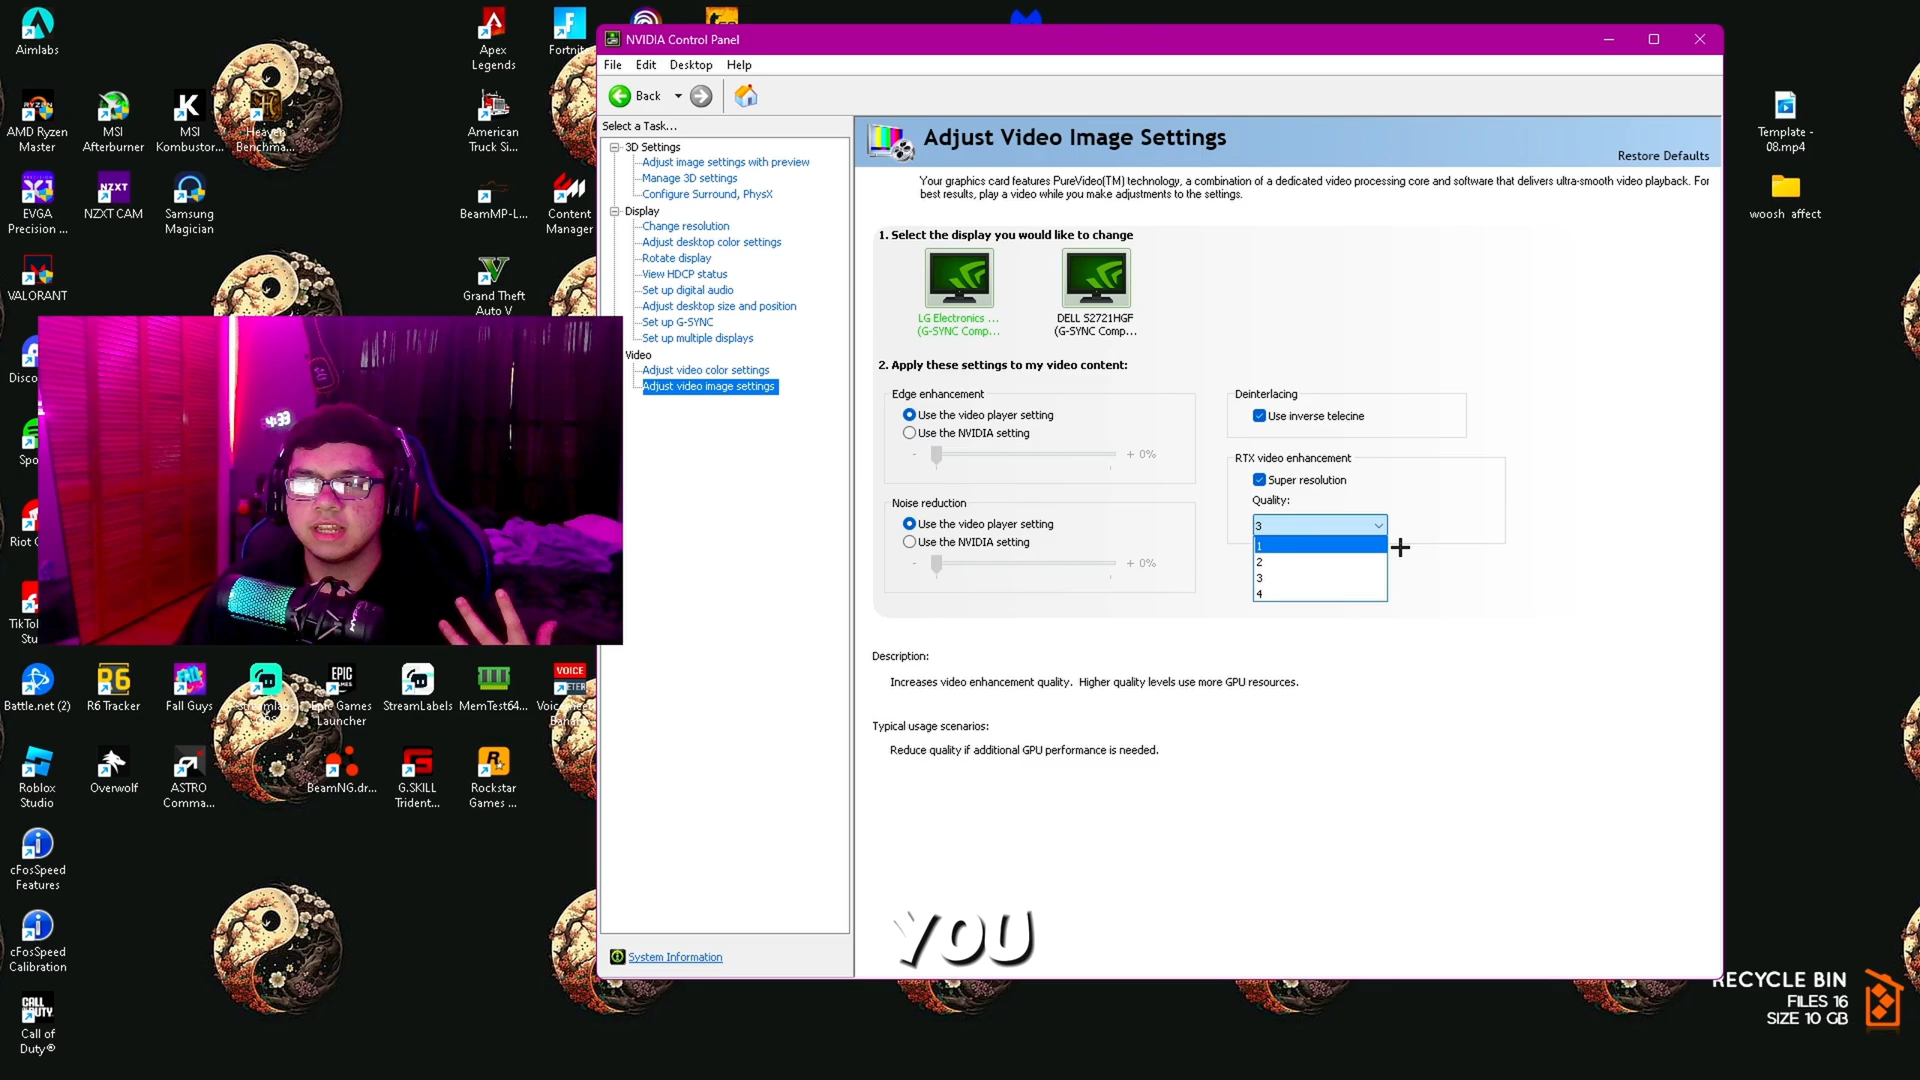 Aimlabs
Apex
Legends
NVIDIA Control Panel
File Edit Desktop Help
Back
Select a Task...
3D Settings
Adjust image settings with preview
Manage 3D settings
Configure Surround, PhysX
Display
Change resolution
Adjust desktop color settings
Rotate display
View HDCP status
Set up digital audio
Adjust desktop size and position
Set up G-SYNC
Set up multiple displays
Video
Adjust video color settings
Adjust video image settings
System Information
Adjust Video Image Settings
Restore Defaults
Your graphics card features PureVideo(TM) technology, a combination of a dedicated video processing core and software that delivers ultra-smooth video playback. For
best results, play a video while you make adjustments to the settings.
1. Select the display you would like to change
LG Electronics ...
(G-SYNC Comp...
DELL S2721HGF
(G-SYNC Comp...
2. Apply these settings to my video content:
Edge enhancement
Use the video player setting
Use the NVIDIA setting
- + 0%
Noise reduction
Use the video player setting
Use the NVIDIA setting
- + 0%
Deinterlacing
Use inverse telecine
RTX video enhancement
Super resolution
Quality:
3
1
2
3
4
Description:
Increases video enhancement quality. Higher quality levels use more GPU resources.
Typical usage scenarios:
Reduce quality if additional GPU performance is needed.
YOU
AMD Ryzen
Master
MSI
Afterburner
MSI
Kombustor...
Heaven
Benchma...
American
Truck Si...
EVGA
Precision ...
NZXT CAM
Samsung
Magician
BeamMP-L...
Content
Manager
VALORANT
Grand Theft
Auto V
4:33
Battle.net (2)
R6 Tracker
Fall Guys
Epic Games
Launcher
StreamLabels
MemTest64...
Roblox
Studio
Overwolf
ASTRO
Comma...
BeamNG.dr...
G.SKILL
Trident...
Rockstar
Games ...
cFosSpeed
Features
cFosSpeed
Calibration
CALL
DUTY
Call of
Duty®
Template -
08.mp4
woosh affect
RECYCLE BIN
FILES 16
SIZE 10 GB